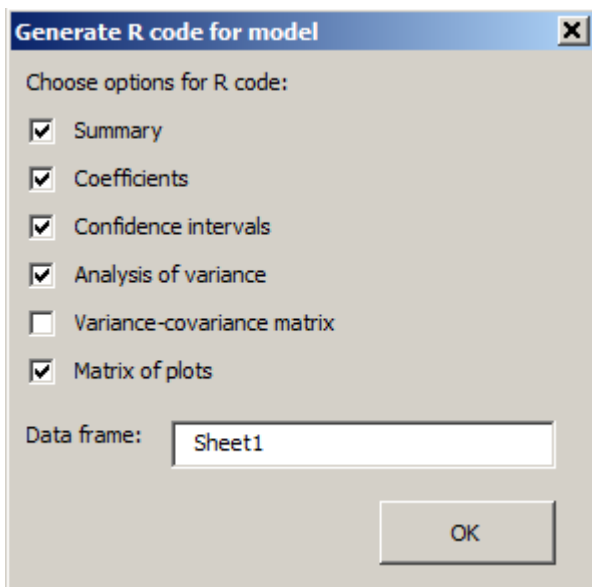 Generate R code for model
Choose options for R code:
Summary
Coefficients
Confidence intervals
Analysis of variance
Variance-covariance matrix
Matrix of plots
Data frame: Sheet1
OK